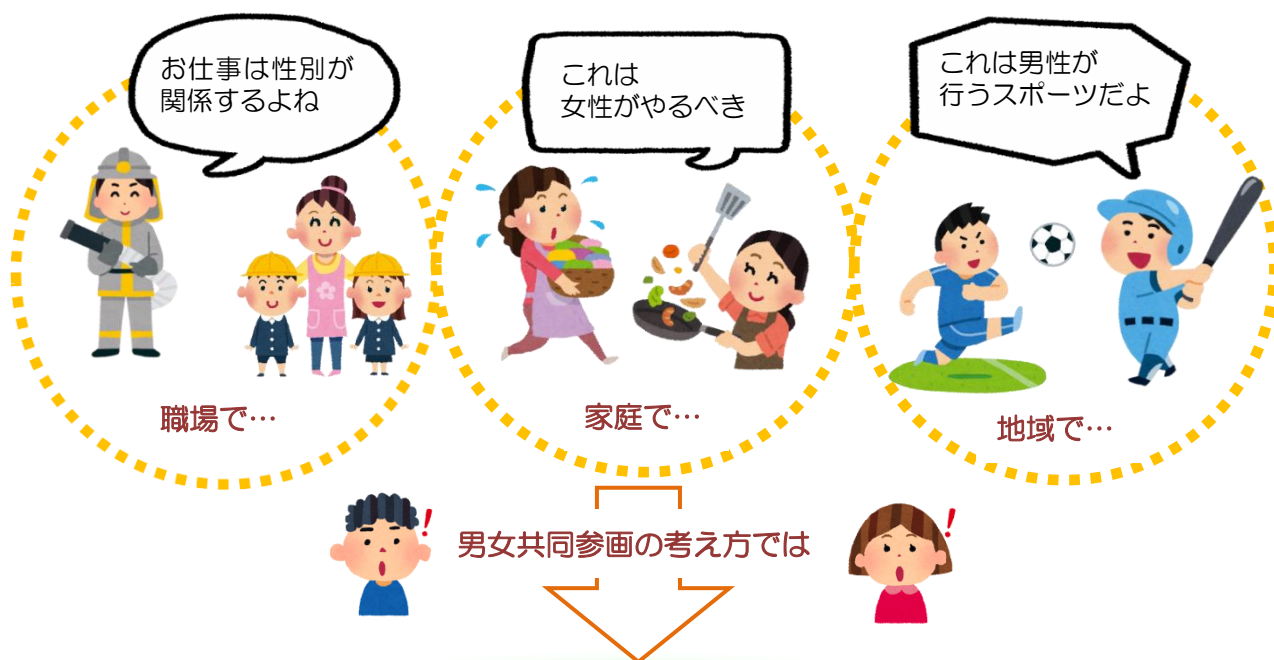 お仕事は性別が
関係するよね
これは
女性がやるべき
これは男性が
行うスポーツだよ
職場で…
家庭で…
地域で…
!
男女共同参画の考え方では
!